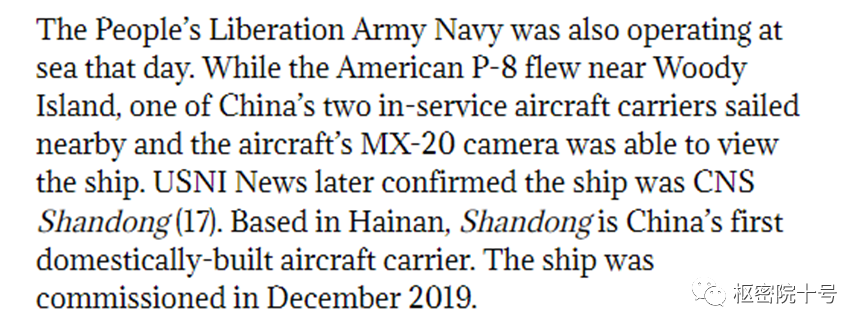 The People’s Liberation Army Navy was also operating at
sea that day. While the American P-8 flew near Woody
Island, one of China’s two in-service aircraft carriers sailed
nearby and the aircraft’s MX-20 camera was able to view
the ship. USNI News later confirmed the ship was CNS
Shandong (17). Based in Hainan, Shandong is China’s first
domestically-built aircraft carrier. The ship was
commissioned in December 2019.
枢密院十号